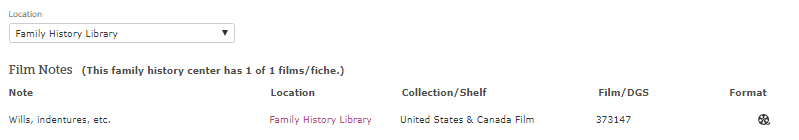 Location
Family History Library
Film Notes (This family history center has 1 of 1 films/fiche.)
Note Location Collection/Shelf Film/DGS Format
Wills, indentures, etc. Family History Library United States & Canada Film 373147